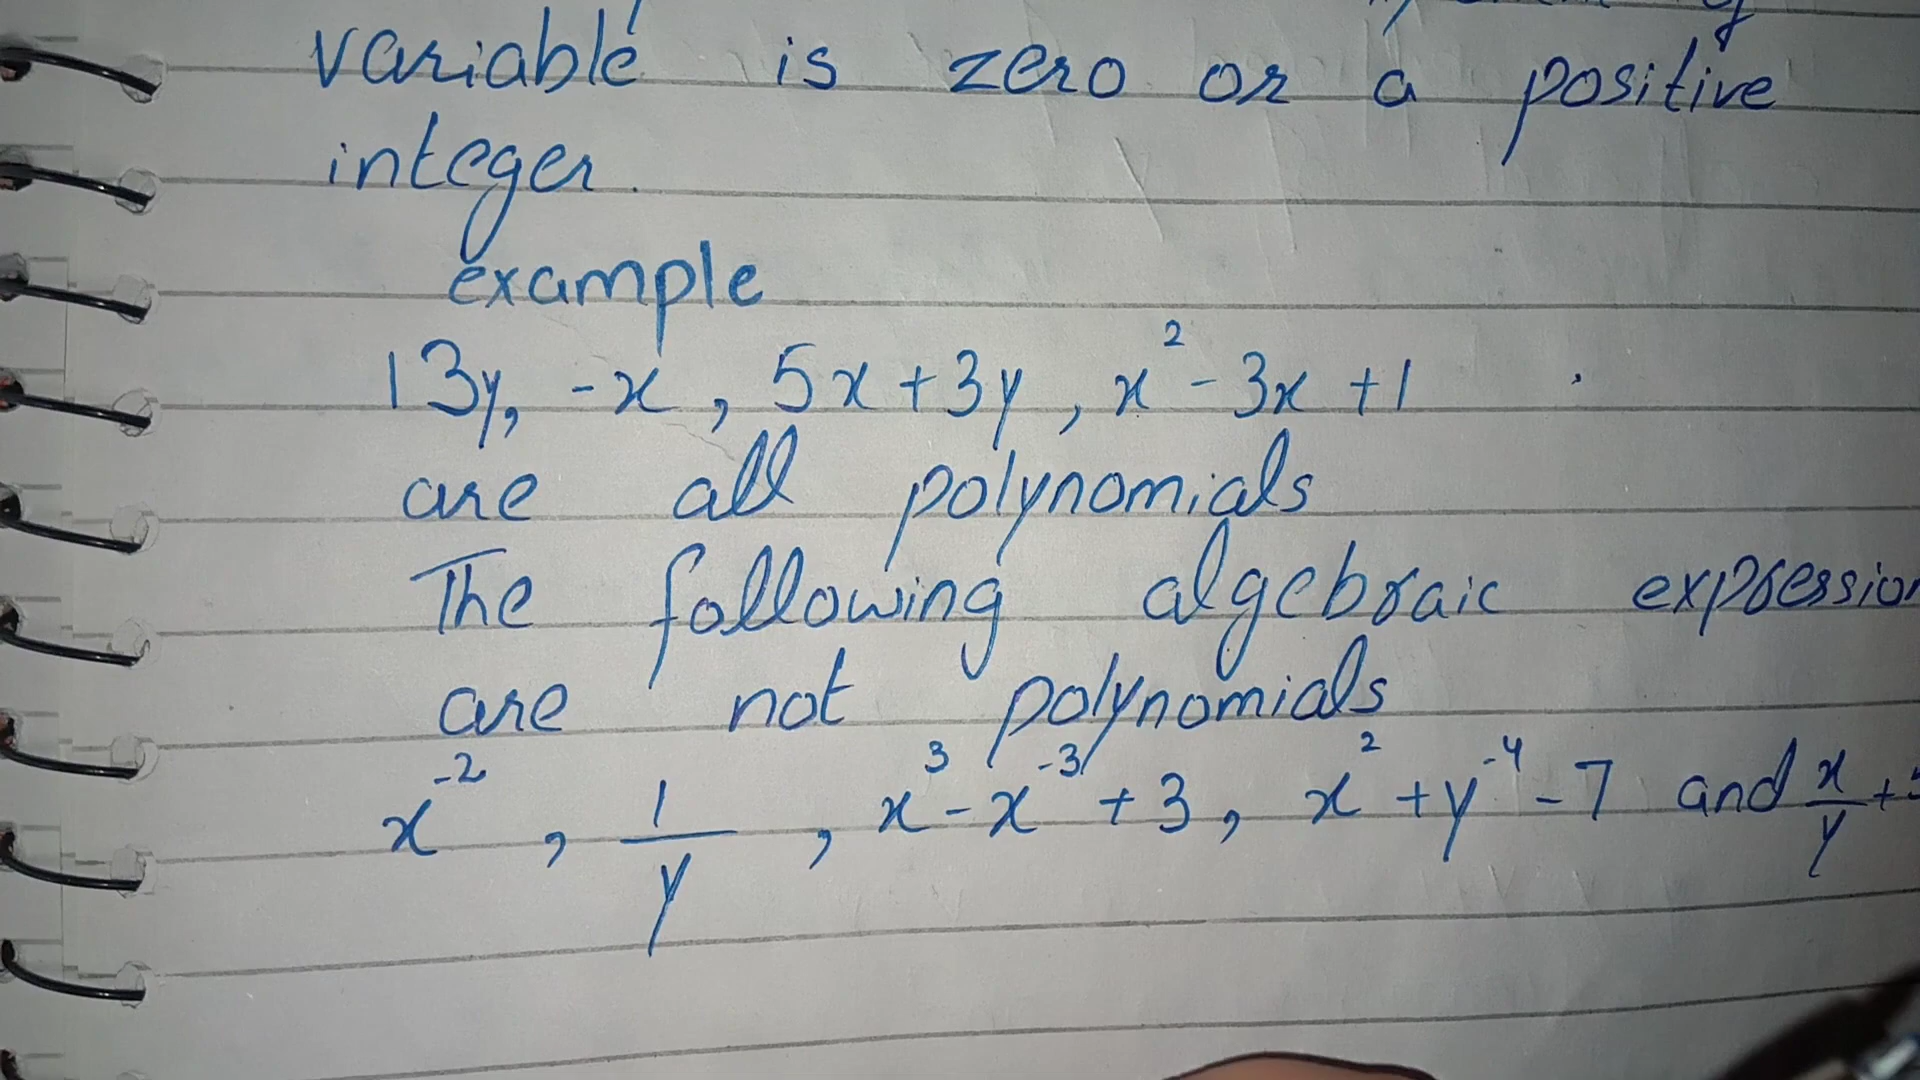 variable is zero or a positive
integer.
example
13y, -x, 5x+3y, x² - 3x +1
are all polynomials
The following algebraic expression
are not polynomials
x⁻², 1/y, x³-x⁻³+3, x²+y⁻⁴-7 and x/y +